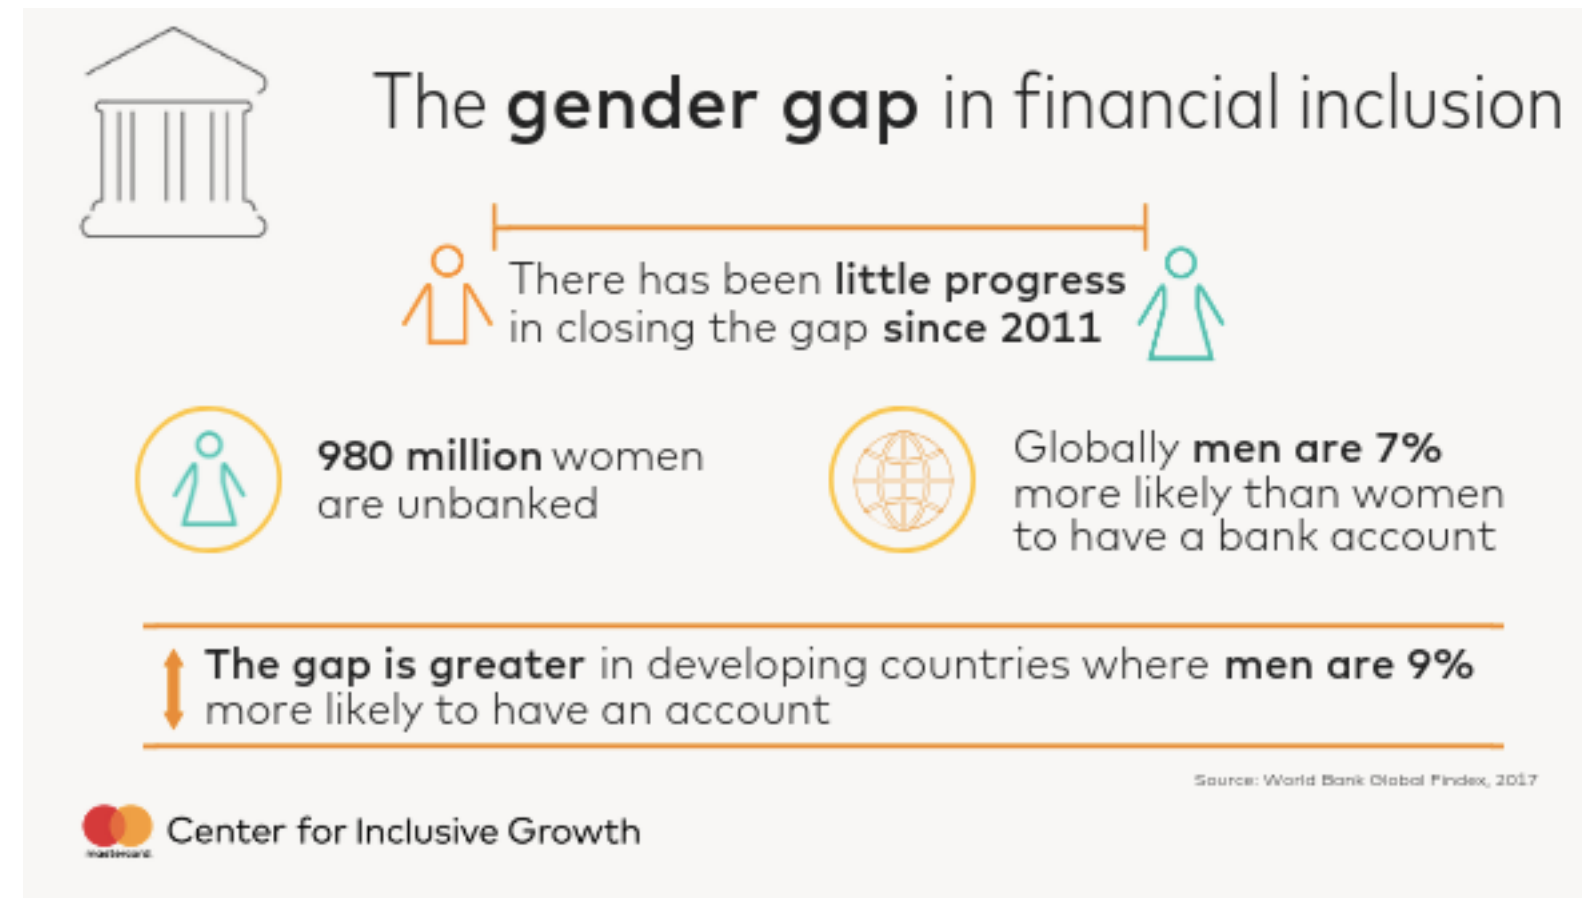 The gender gap in financial inclusion
There has been little progress
in closing the gap since 2011
980 million women
are unbanked
Globally men are 7%
more likely than women
to have a bank account
The gap is greater in developing countries where men are 9%
more likely to have an account
Source: World Bank Global Findex, 2017
mastercard.
Center for Inclusive Growth